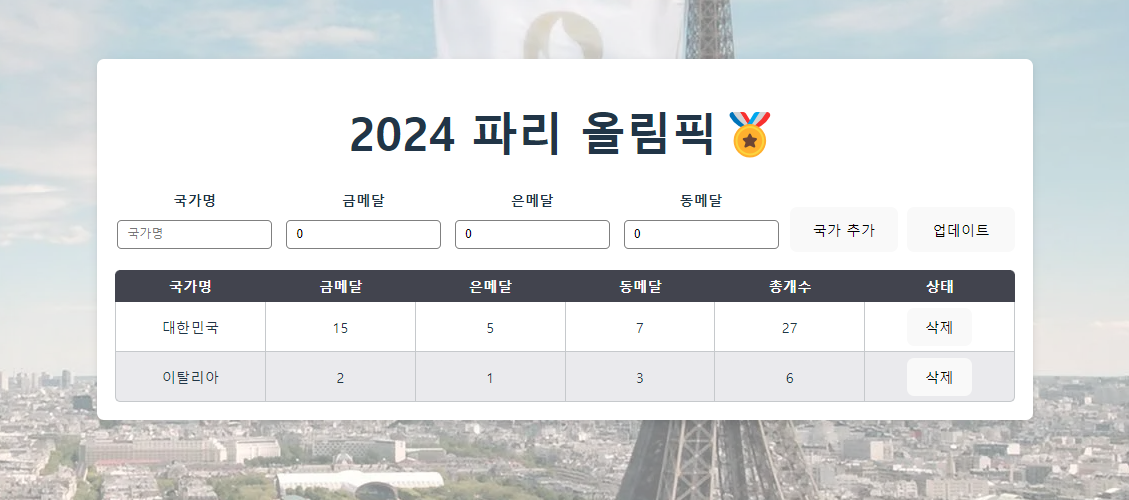 2024 파리 올림픽🏅
국가명 금메달 은메달 동메달
국가명 0 0 0 국가 추가 업데이트
국가명 금메달 은메달 동메달 총개수 상태
대한민국 15 5 7 27 삭제
이탈리아 2 1 3 6 삭제